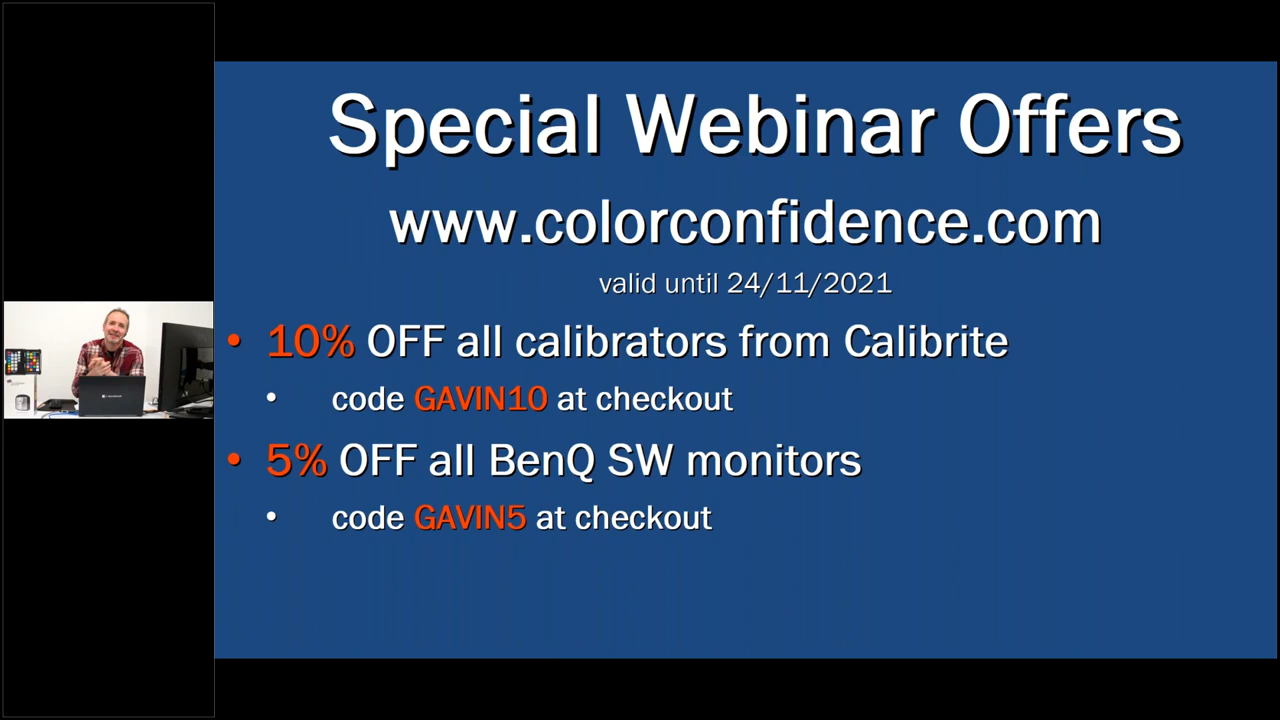 Special Webinar Offers
www.colorconfidence.com
valid until 24/11/2021
• 10% OFF all calibrators from Calibrite
• code GAVIN10 at checkout
• 5% OFF all BenQ SW monitors
• code GAVIN5 at checkout